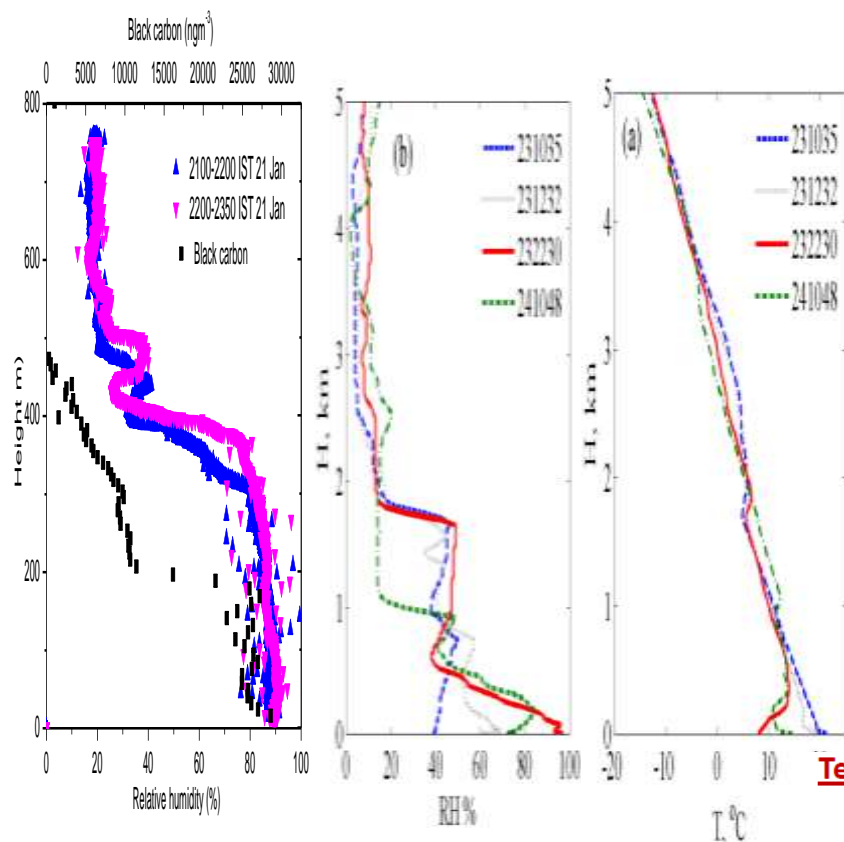 Black carbon (ngm-3)
0 5000 10000 15000 20000 25000 30000
800
600
400
200
0
Height m)
2100-2200 IST 21 Jan
2200-2350 IST 21 Jan
Black carbon
0 20 40 60 80 100
Relative humidity (%)
5
4
3
2
1
0
H, km
(b)
231035
231232
232230
241048
0 20 40 60 80 100
RH %
5
4
3
2
1
0
H, km
(a)
231035
231232
232230
241048
-20 -10 0 10 20
Te
T, 0C